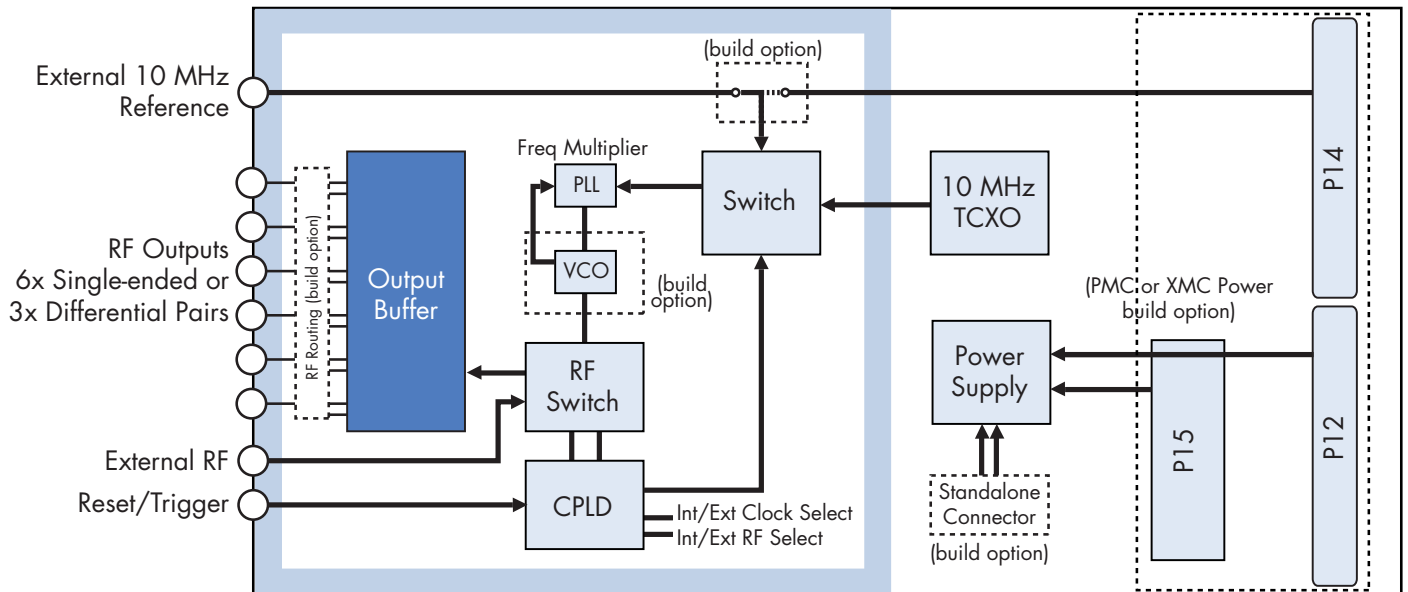 (build option)
External 10 MHz
Reference
Freq Multiplier
PLL
Switch
10 MHz
TCXO
P14
RF Outputs
6x Single-ended or
3x Differential Pairs
RF Routing (build option)
Output
Buffer
VCO
(build
option)
(PMC or XMC Power
build option)
RF
Switch
Power
Supply
P15
P12
External RF
Reset/Trigger
CPLD
Int/Ext Clock Select
Int/Ext RF Select
Standalone
Connector
(build option)